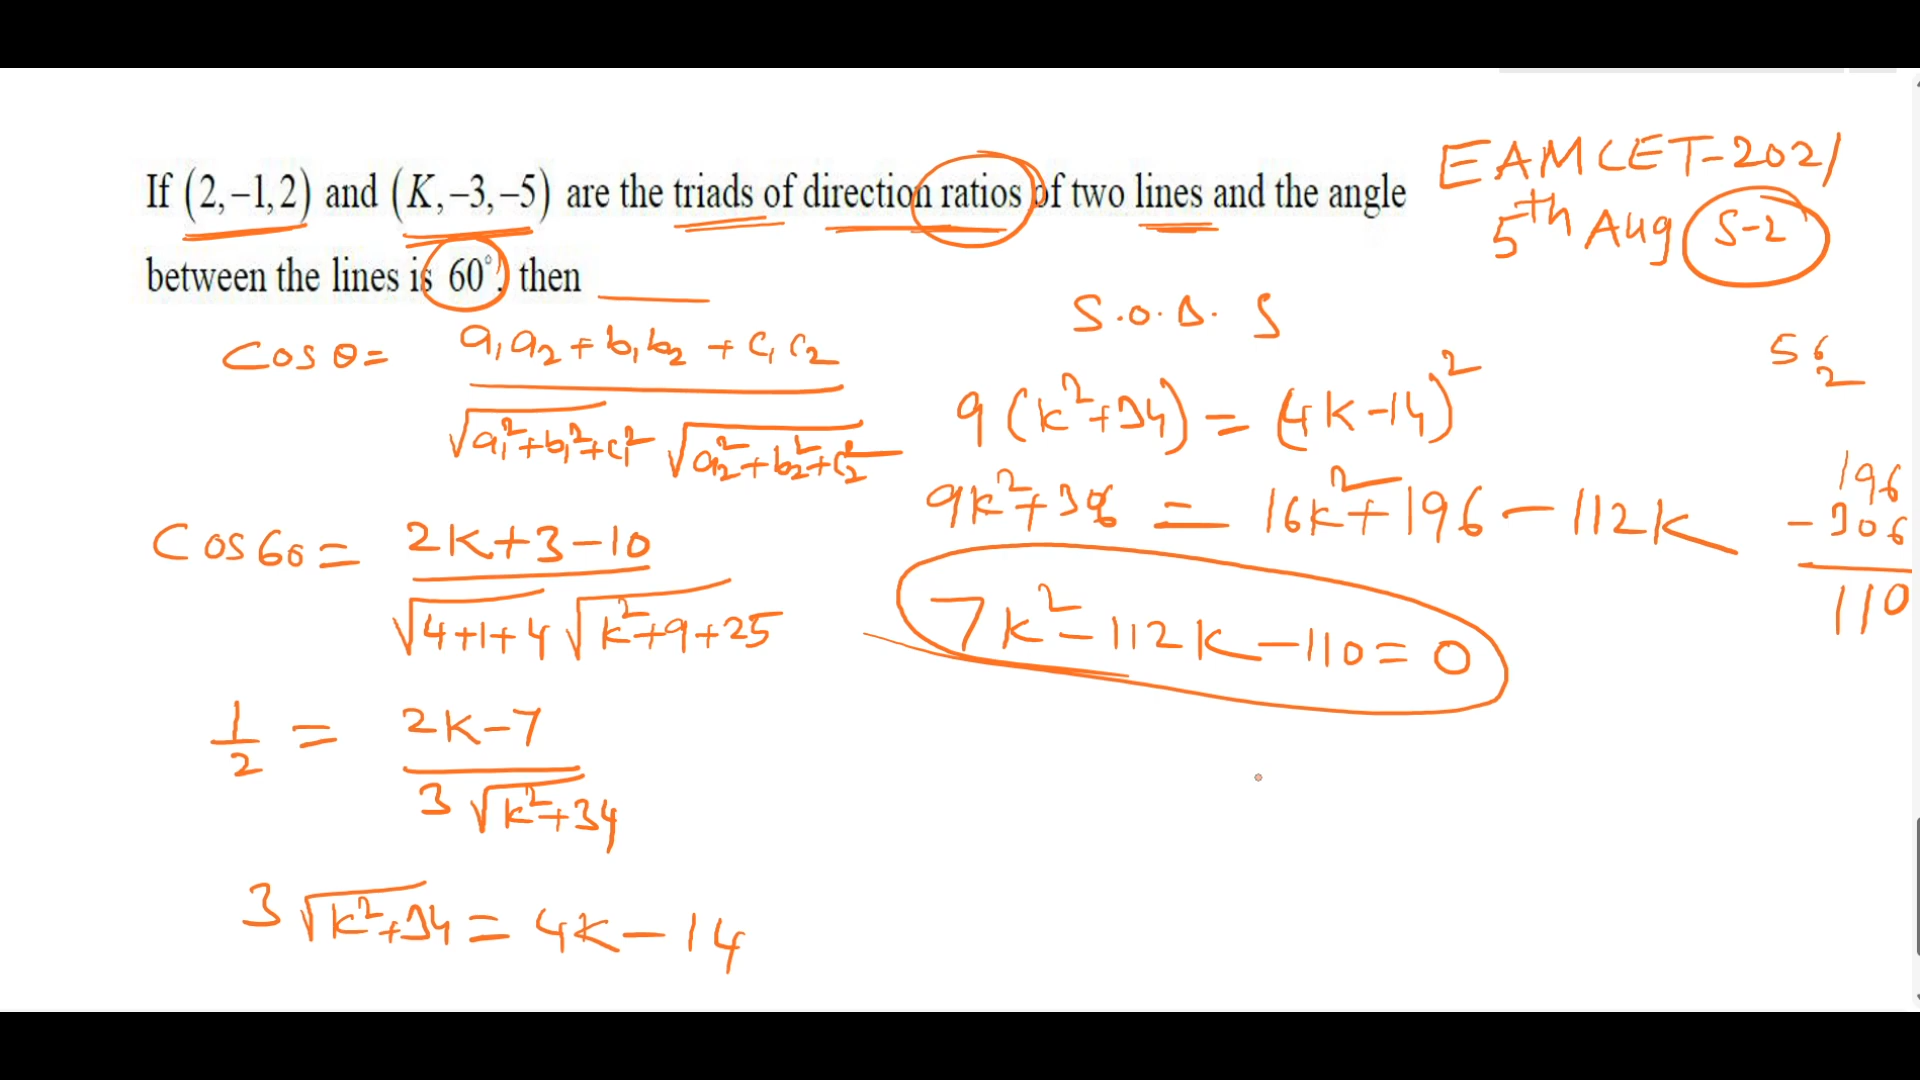 If (2,–1,2) and (K,–3,–5) are the triads of direction ratios of two lines and the angle
between the lines is 60°. then
EAMCET-2021
5th Aug S-2
Cos θ = a₁a₂ + b₁b₂ + c₁c₂ / √a₁²+b₁²+c₁² √a₂²+b₂²+c₂²
Cos 60 = 2K+3-10 / √4+1+4 √k²+9+25
1/2 = 2K-7 / 3√k²+34
3√k²+34 = 4K-14
S.O.B.S
9(k²+34) = (4K-14)²
9k²+306 = 16k²+196-112K
7k²-112K-110=0
56
2
196
-306
110